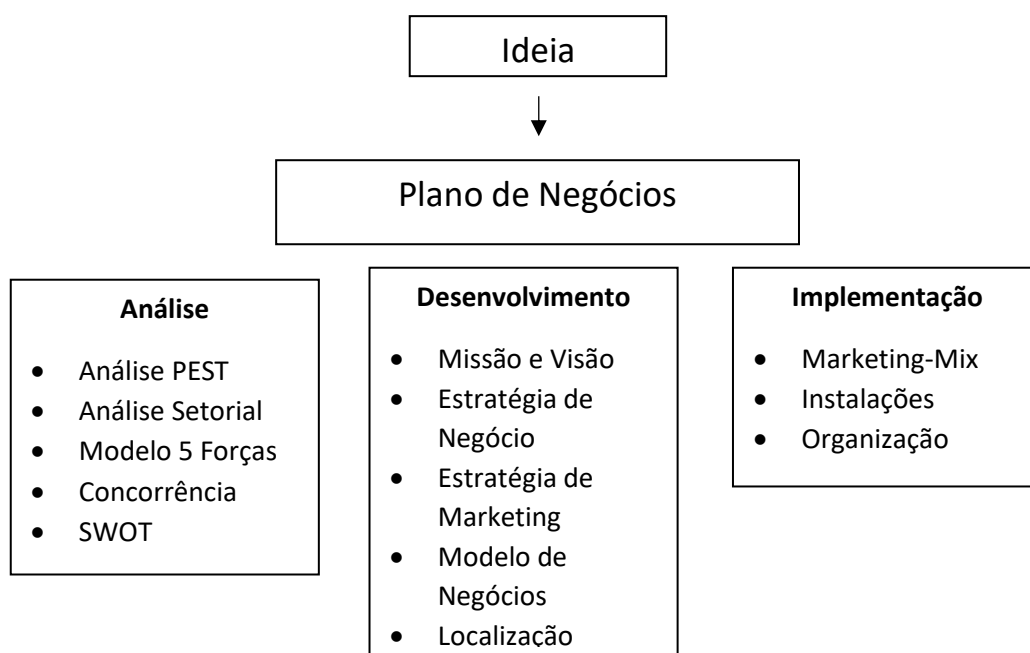 Ideia
Plano de Negócios
Análise
• Análise PEST
• Análise Setorial
• Modelo 5 Forças
• Concorrência
• SWOT
Desenvolvimento
• Missão e Visão
• Estratégia de
Negócio
• Estratégia de
Marketing
• Modelo de
Negócios
• Localização
Implementação
• Marketing-Mix
• Instalações
• Organização